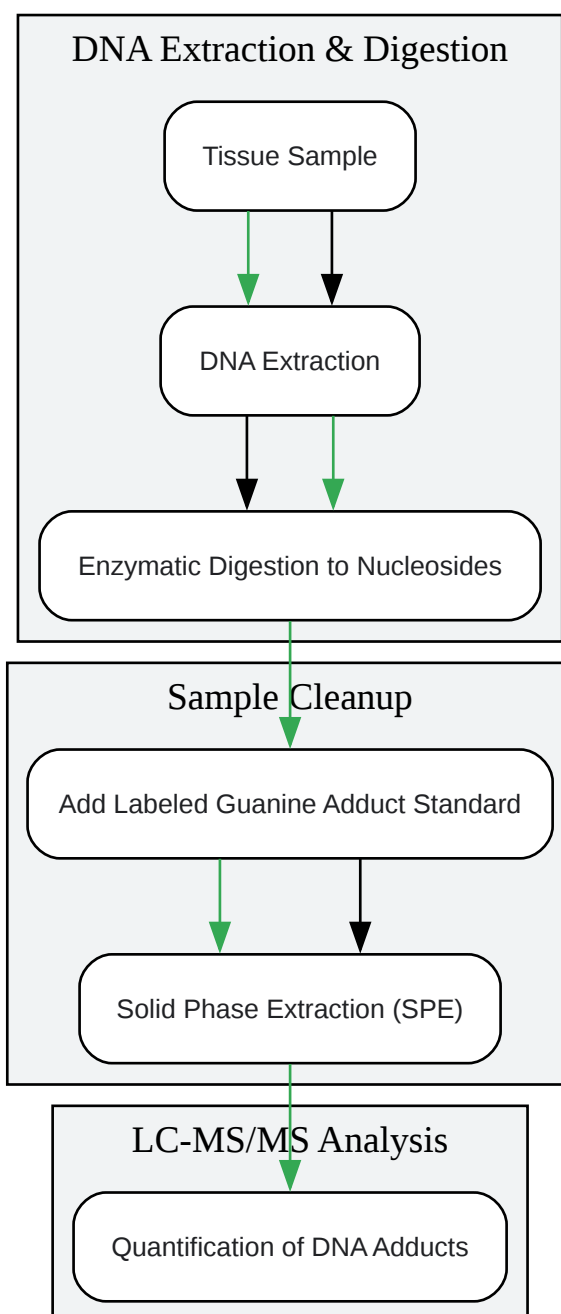 DNA Extraction & Digestion
Tissue Sample
DNA Extraction
Enzymatic Digestion to Nucleosides
Sample Cleanup
Add Labeled Guanine Adduct Standard
Solid Phase Extraction (SPE)
LC-MS/MS Analysis
Quantification of DNA Adducts